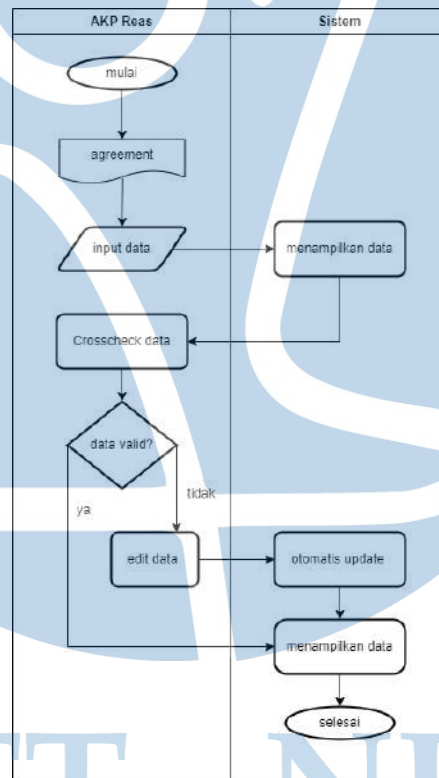 AKP Reas
Sistem
mulai
agreement
input data
menampilkan data
Crosscheck data
data valid?
tidak
ya
edit data
otomatis update
menampilkan data
selesai